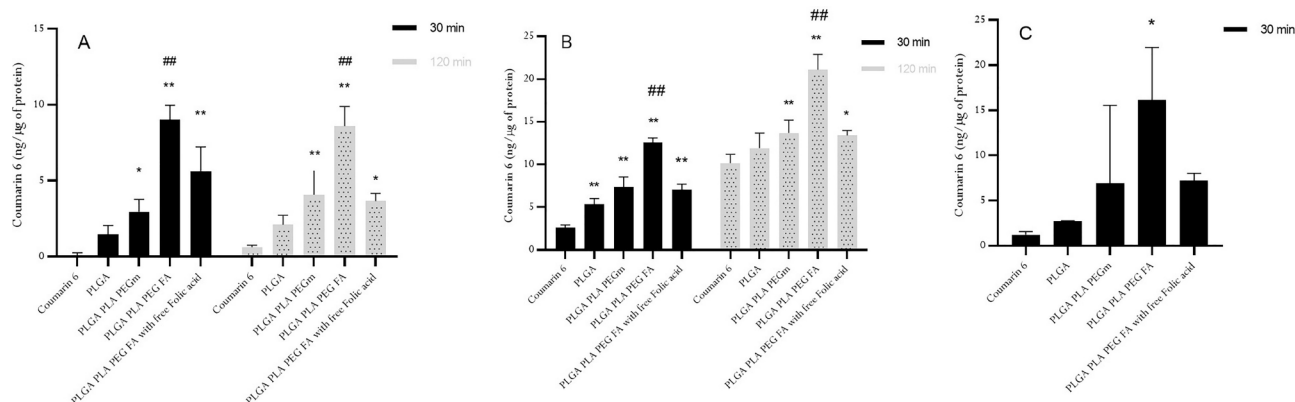 A
Coumarin 6 (ng/µg of protein)
15
10
5
0
30 min
120 min
##
**
**
*
##
**
**
*
Coumarin 6
PLGA
PLGA PLA PEGm
PLGA PLA PEG FA
PLGA PLA PEG FA with free Folic acid
Coumarin 6
PLGA
PLGA PLA PEGm
PLGA PLA PEG FA
PLGA PLA PEG FA with free Folic acid
B
Coumarin 6 (ng/µg of protein)
25
20
15
10
5
0
30 min
120 min
##
**
**
**
**
##
**
**
*
Coumarin 6
PLGA
PLGA PLA PEGm
PLGA PLA PEG FA
PLGA PLA PEG FA with free Folic acid
Coumarin 6
PLGA
PLGA PLA PEGm
PLGA PLA PEG FA
PLGA PLA PEG FA with free Folic acid
C
Coumarin 6 (ng/µg of protein)
25
20
15
10
5
0
30 min
*
Coumarin 6
PLGA
PLGA PLA PEGm
PLGA PLA PEG FA
PLGA PLA PEG FA with free Folic acid